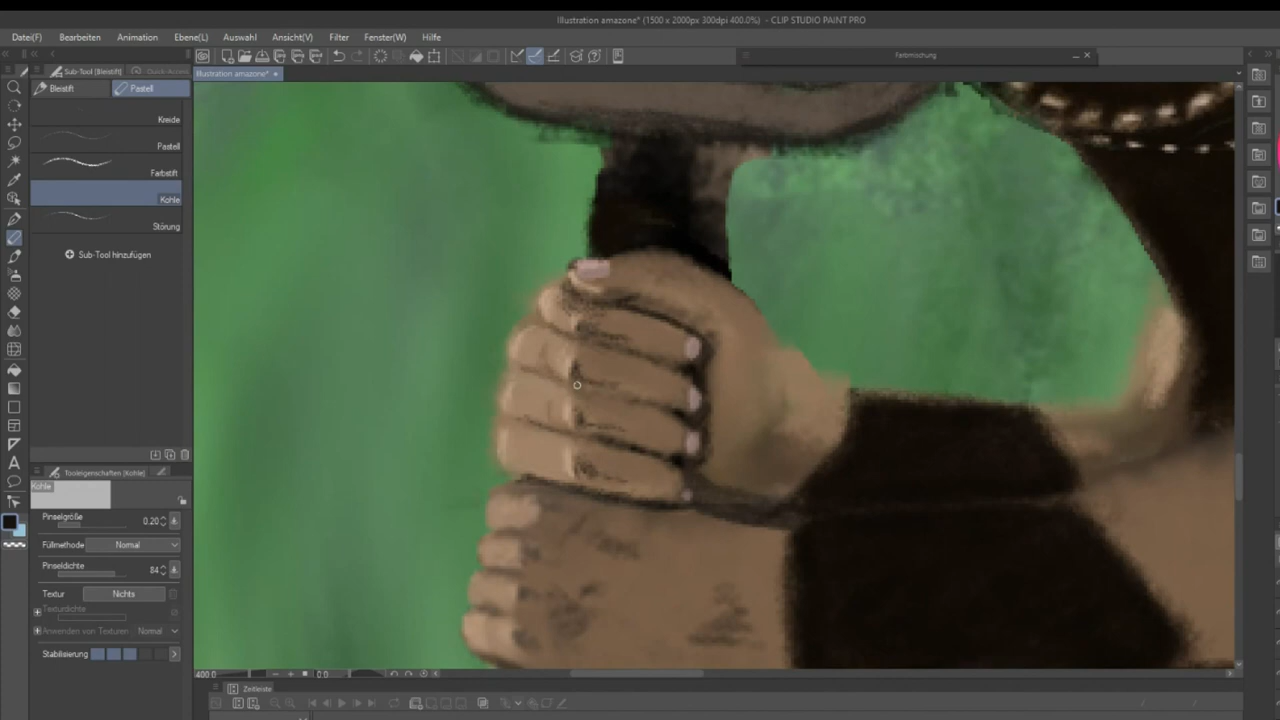 Illustration amazone* (1500 x 2000px 300dpi 400.0%) - CLIP STUDIO PAINT PRO
Datei(F) Bearbeiten Animation Ebene(L) Auswahl Ansicht(V) Filter Fenster(W) Hilfe
Farbmischung
Sub-Tool [Bleistift] Quick-Access
Illustration amazone*
Bleistift Pastell
Kreide
Pastell
Farbstift
Kohle
Störung
Sub-Tool hinzufügen
Tooleigenschaften [Kohle]
Kohle
Pinselgröße 0.20
Füllmethode Normal
Pinseldichte 84
Textur Nichts
Texturdichte
Anwenden von Texturen Normal
Stabilisierung
400.0 0.0
Zeitleiste